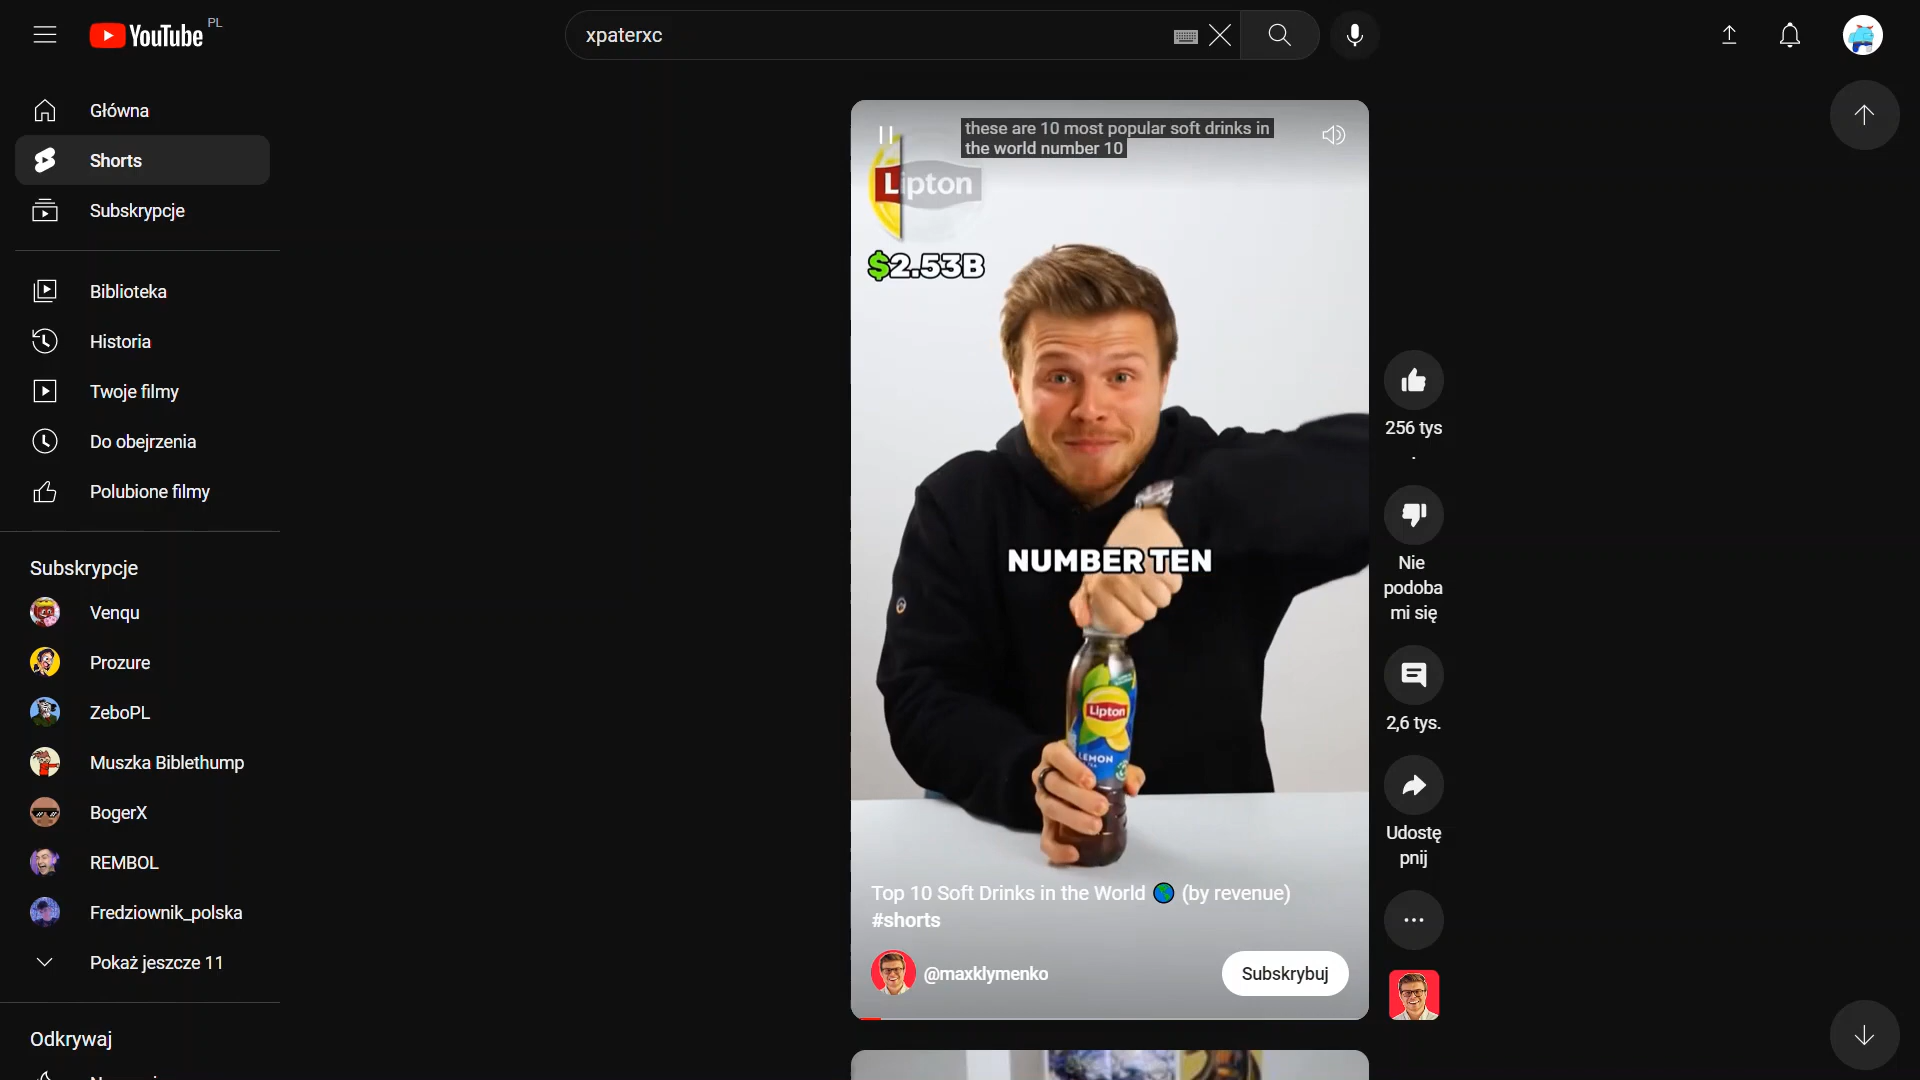 YouTube PL
xpaterxc
Główna
Shorts
Subskrypcje
Biblioteka
Historia
Twoje filmy
Do obejrzenia
Polubione filmy
Subskrypcje
Venqu
Prozure
ZeboPL
Muszka Biblethump
BogerX
REMBOL
Fredziownik_polska
Pokaż jeszcze 11
Odkrywaj
these are 10 most popular soft drinks in
the world number 10
Lipton
$2.53B
NUMBER TEN
Lipton
LEMON
Top 10 Soft Drinks in the World 🌍 (by revenue)
#shorts
@maxklymenko
Subskrybuj
256 tys
.
Nie
podoba
mi się
2,6 tys.
Udostę
pnij